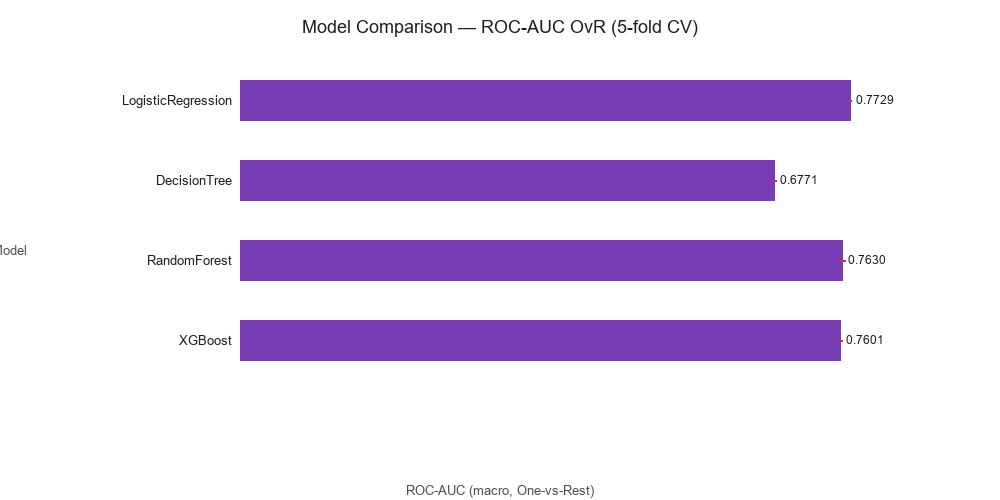 Model Comparison — ROC-AUC OvR (5-fold CV)
LogisticRegression 0.7729
DecisionTree 0.6771
Model
RandomForest 0.7630
XGBoost 0.7601
ROC-AUC (macro, One-vs-Rest)